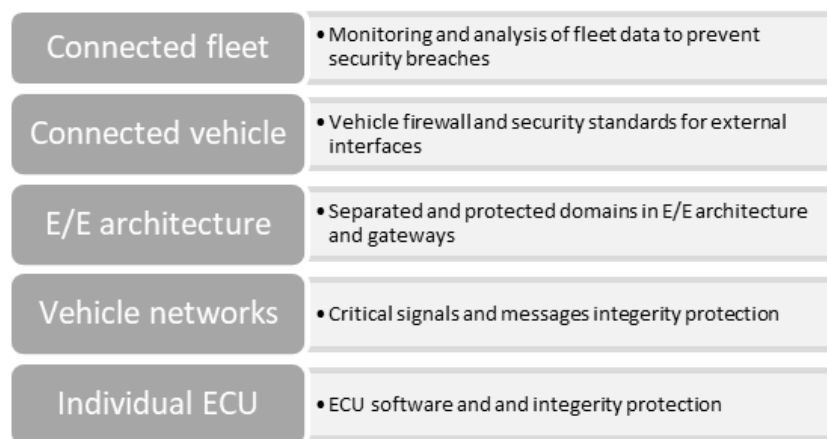 Connected fleet
• Monitoring and analysis of fleet data to prevent
security breaches
Connected vehicle
• Vehicle firewall and security standards for external
interfaces
E/E architecture
• Separated and protected domains in E/E architecture
and gateways
Vehicle networks
• Critical signals and messages integerity protection
Individual ECU
• ECU software and and integerity protection